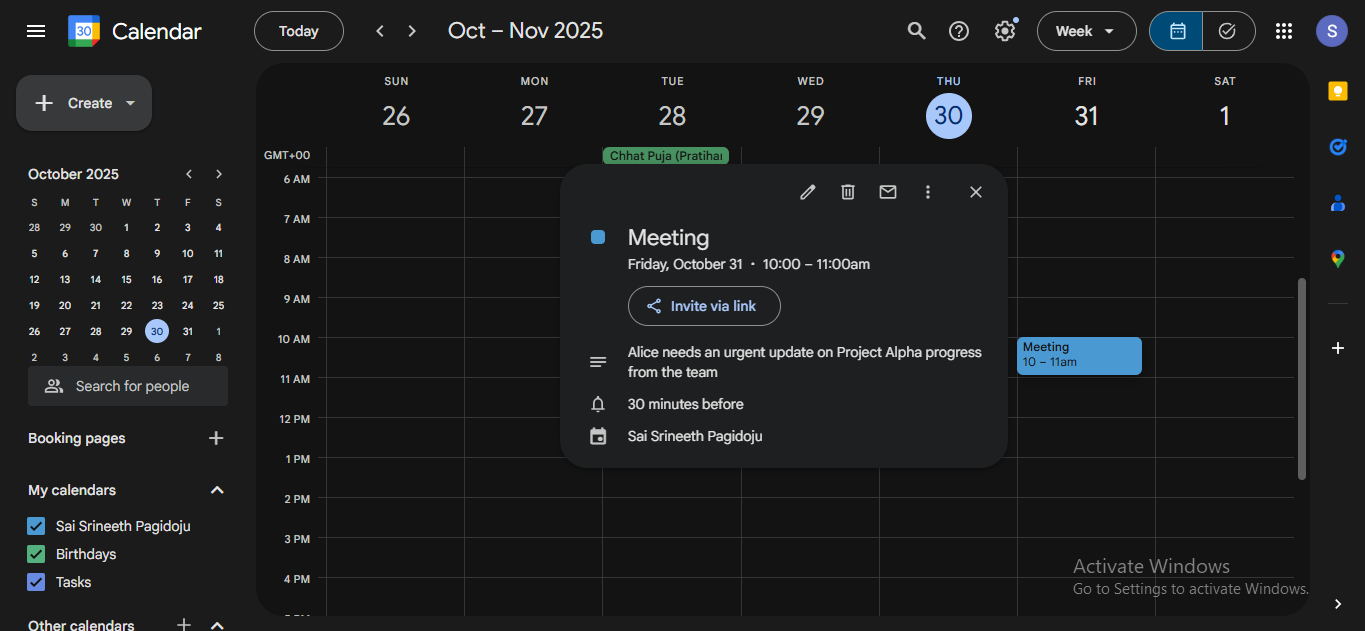 30 Calendar
Today
Oct – Nov 2025
Week
S
Create
October 2025
S M T W T F S
28 29 30 1 2 3 4
5 6 7 8 9 10 11
12 13 14 15 16 17 18
19 20 21 22 23 24 25
26 27 28 29 30 31 1
2 3 4 5 6 7 8
Search for people
Booking pages
My calendars
Sai Srineeth Pagidoju
Birthdays
Tasks
Other calendars
SUN MON TUE WED THU FRI SAT
26 27 28 29 30 31 1
GMT+00
Chhat Puja (Pratihar
6 AM
7 AM
8 AM
9 AM
10 AM
11 AM
12 PM
1 PM
2 PM
3 PM
4 PM
Meeting
Friday, October 31 · 10:00 – 11:00am
Invite via link
Alice needs an urgent update on Project Alpha progress
from the team
30 minutes before
Sai Srineeth Pagidoju
Meeting
10 – 11am
Activate Windows
Go to Settings to activate Windows.